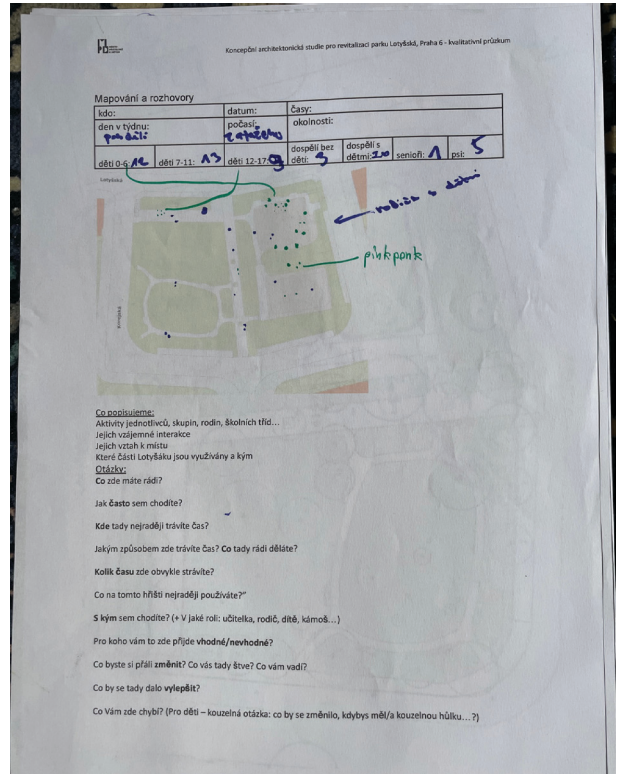 Koncepční architektonická studie pro revitalizaci parku Lotyšská, Praha 6 - kvalitativní průzkum
Mapování a rozhovory
kdo: datum: časy:
den v týdnu: pondělí počasí: zataženo okolnosti:
děti 0-6: 12 děti 7-11: 13 děti 12-17: 9 dospělí bez dětí: 3 dospělí s dětmi: 20 senioři: 1 psi: 5
Lotyšská
rodiče s dětmi
pinkponk
Co popisujeme:
Aktivity jednotlivců, skupin, rodin, školních tříd...
Jejich vzájemné interakce
Jejich vztah k místu
Které části Lotyšáku jsou využívány a kým
Otázky:
Co zde máte rádi?
Jak často sem chodíte?
Kde tady nejraději trávíte čas?
Jakým způsobem zde trávíte čas? Co tady rádi děláte?
Kolik času zde obvykle strávíte?
Co na tomto hřišti nejraději používáte?"
S kým sem chodíte? (+ V jaké roli: učitelka, rodič, dítě, kámoš...)
Pro koho vám to zde přijde vhodné/nevhodné?
Co byste si přáli změnit? Co vás tady štve? Co vám vadí?
Co by se tady dalo vylepšit?
Co Vám zde chybí? (Pro děti – kouzelná otázka: co by se změnilo, kdybys měl/a kouzelnou hůlku...?)